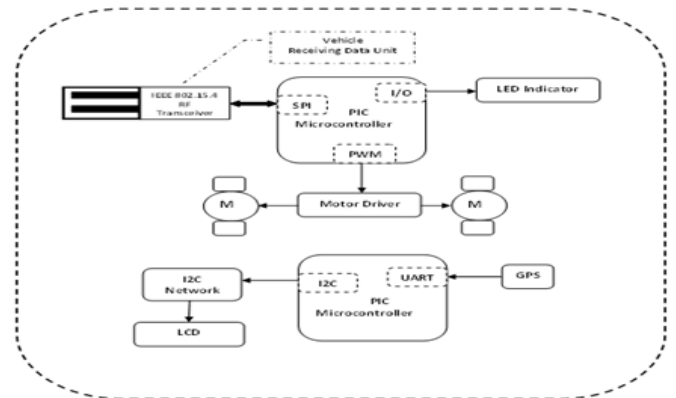 Vehicle
Receiving Data Unit
IEEE 802.15.4
RF
Transceiver
SPI
I/O
PIC
Microcontroller
PWM
LED Indicator
M
Motor Driver
M
I2C
Network
LCD
I2C
UART
PIC
Microcontroller
GPS